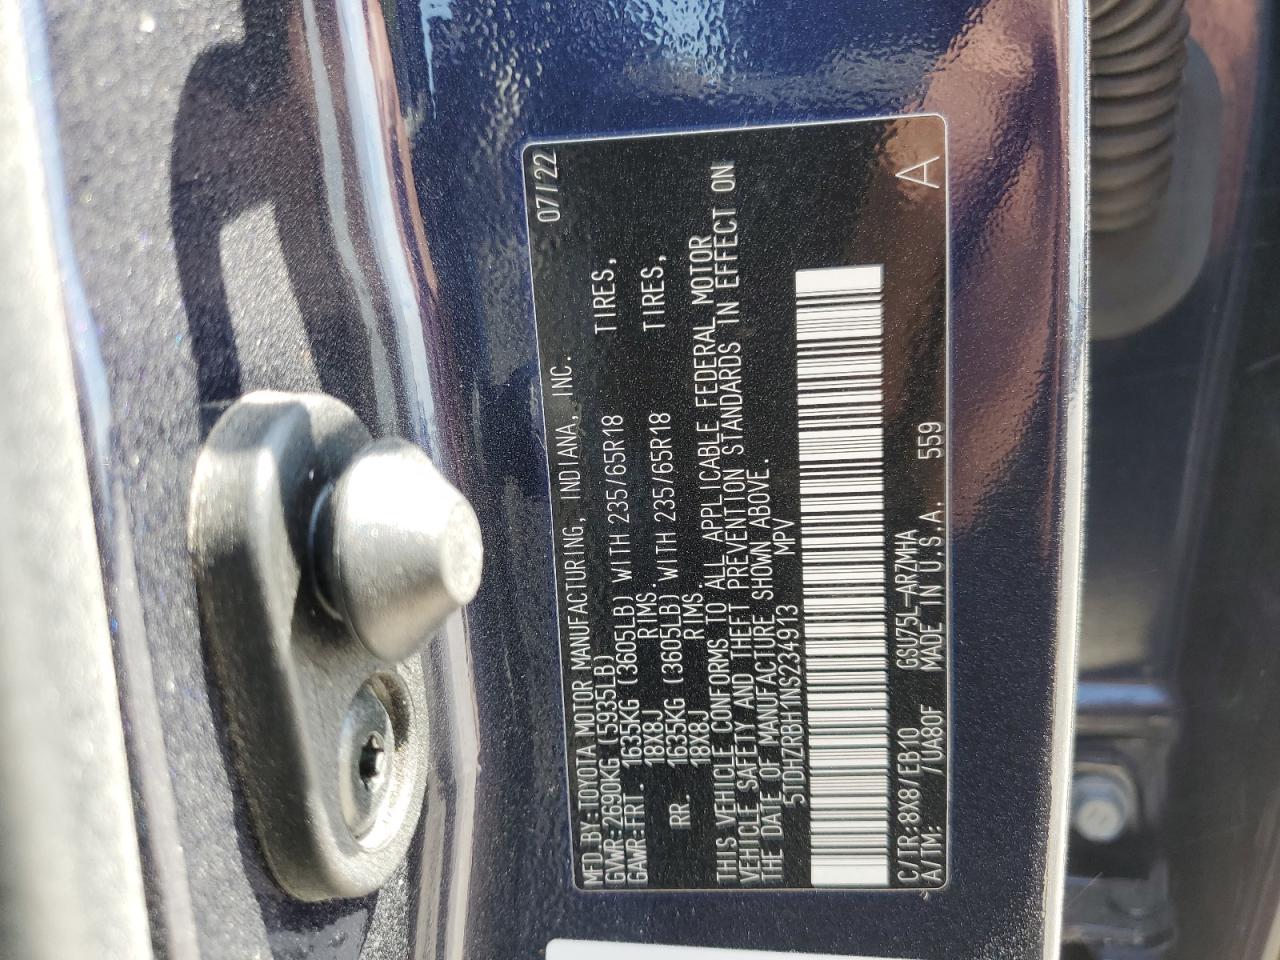 MFD.BY:TOYOTA MOTOR MANUFACTURING, INDIANA, INC. 07/22
GVWR:2690KG (5935LB)
GAWR:FRT. 1635KG (3605LB) WITH 235/65R18 TIRES,
18X8J RIMS.
RR. 1635KG (3605LB) WITH 235/65R18 TIRES,
18X8J RIMS.
THIS VEHICLE CONFORMS TO ALL APPLICABLE FEDERAL MOTOR
VEHICLE SAFETY AND THEFT PREVENTION STANDARDS IN EFFECT ON
THE DATE OF MANUFACTURE SHOWN ABOVE.
5TDHZRBH1NS234913 MPV
C/TR:8X8/EB10 GSU75L-ARZMHA A
A/TM: /UA80F MADE IN U.S.A. 559